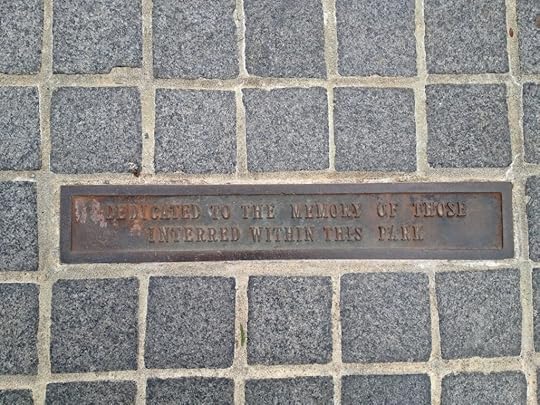 DEDICATED TO THE MEMORY OF THOSE
INTERRED WITHIN THIS PARK